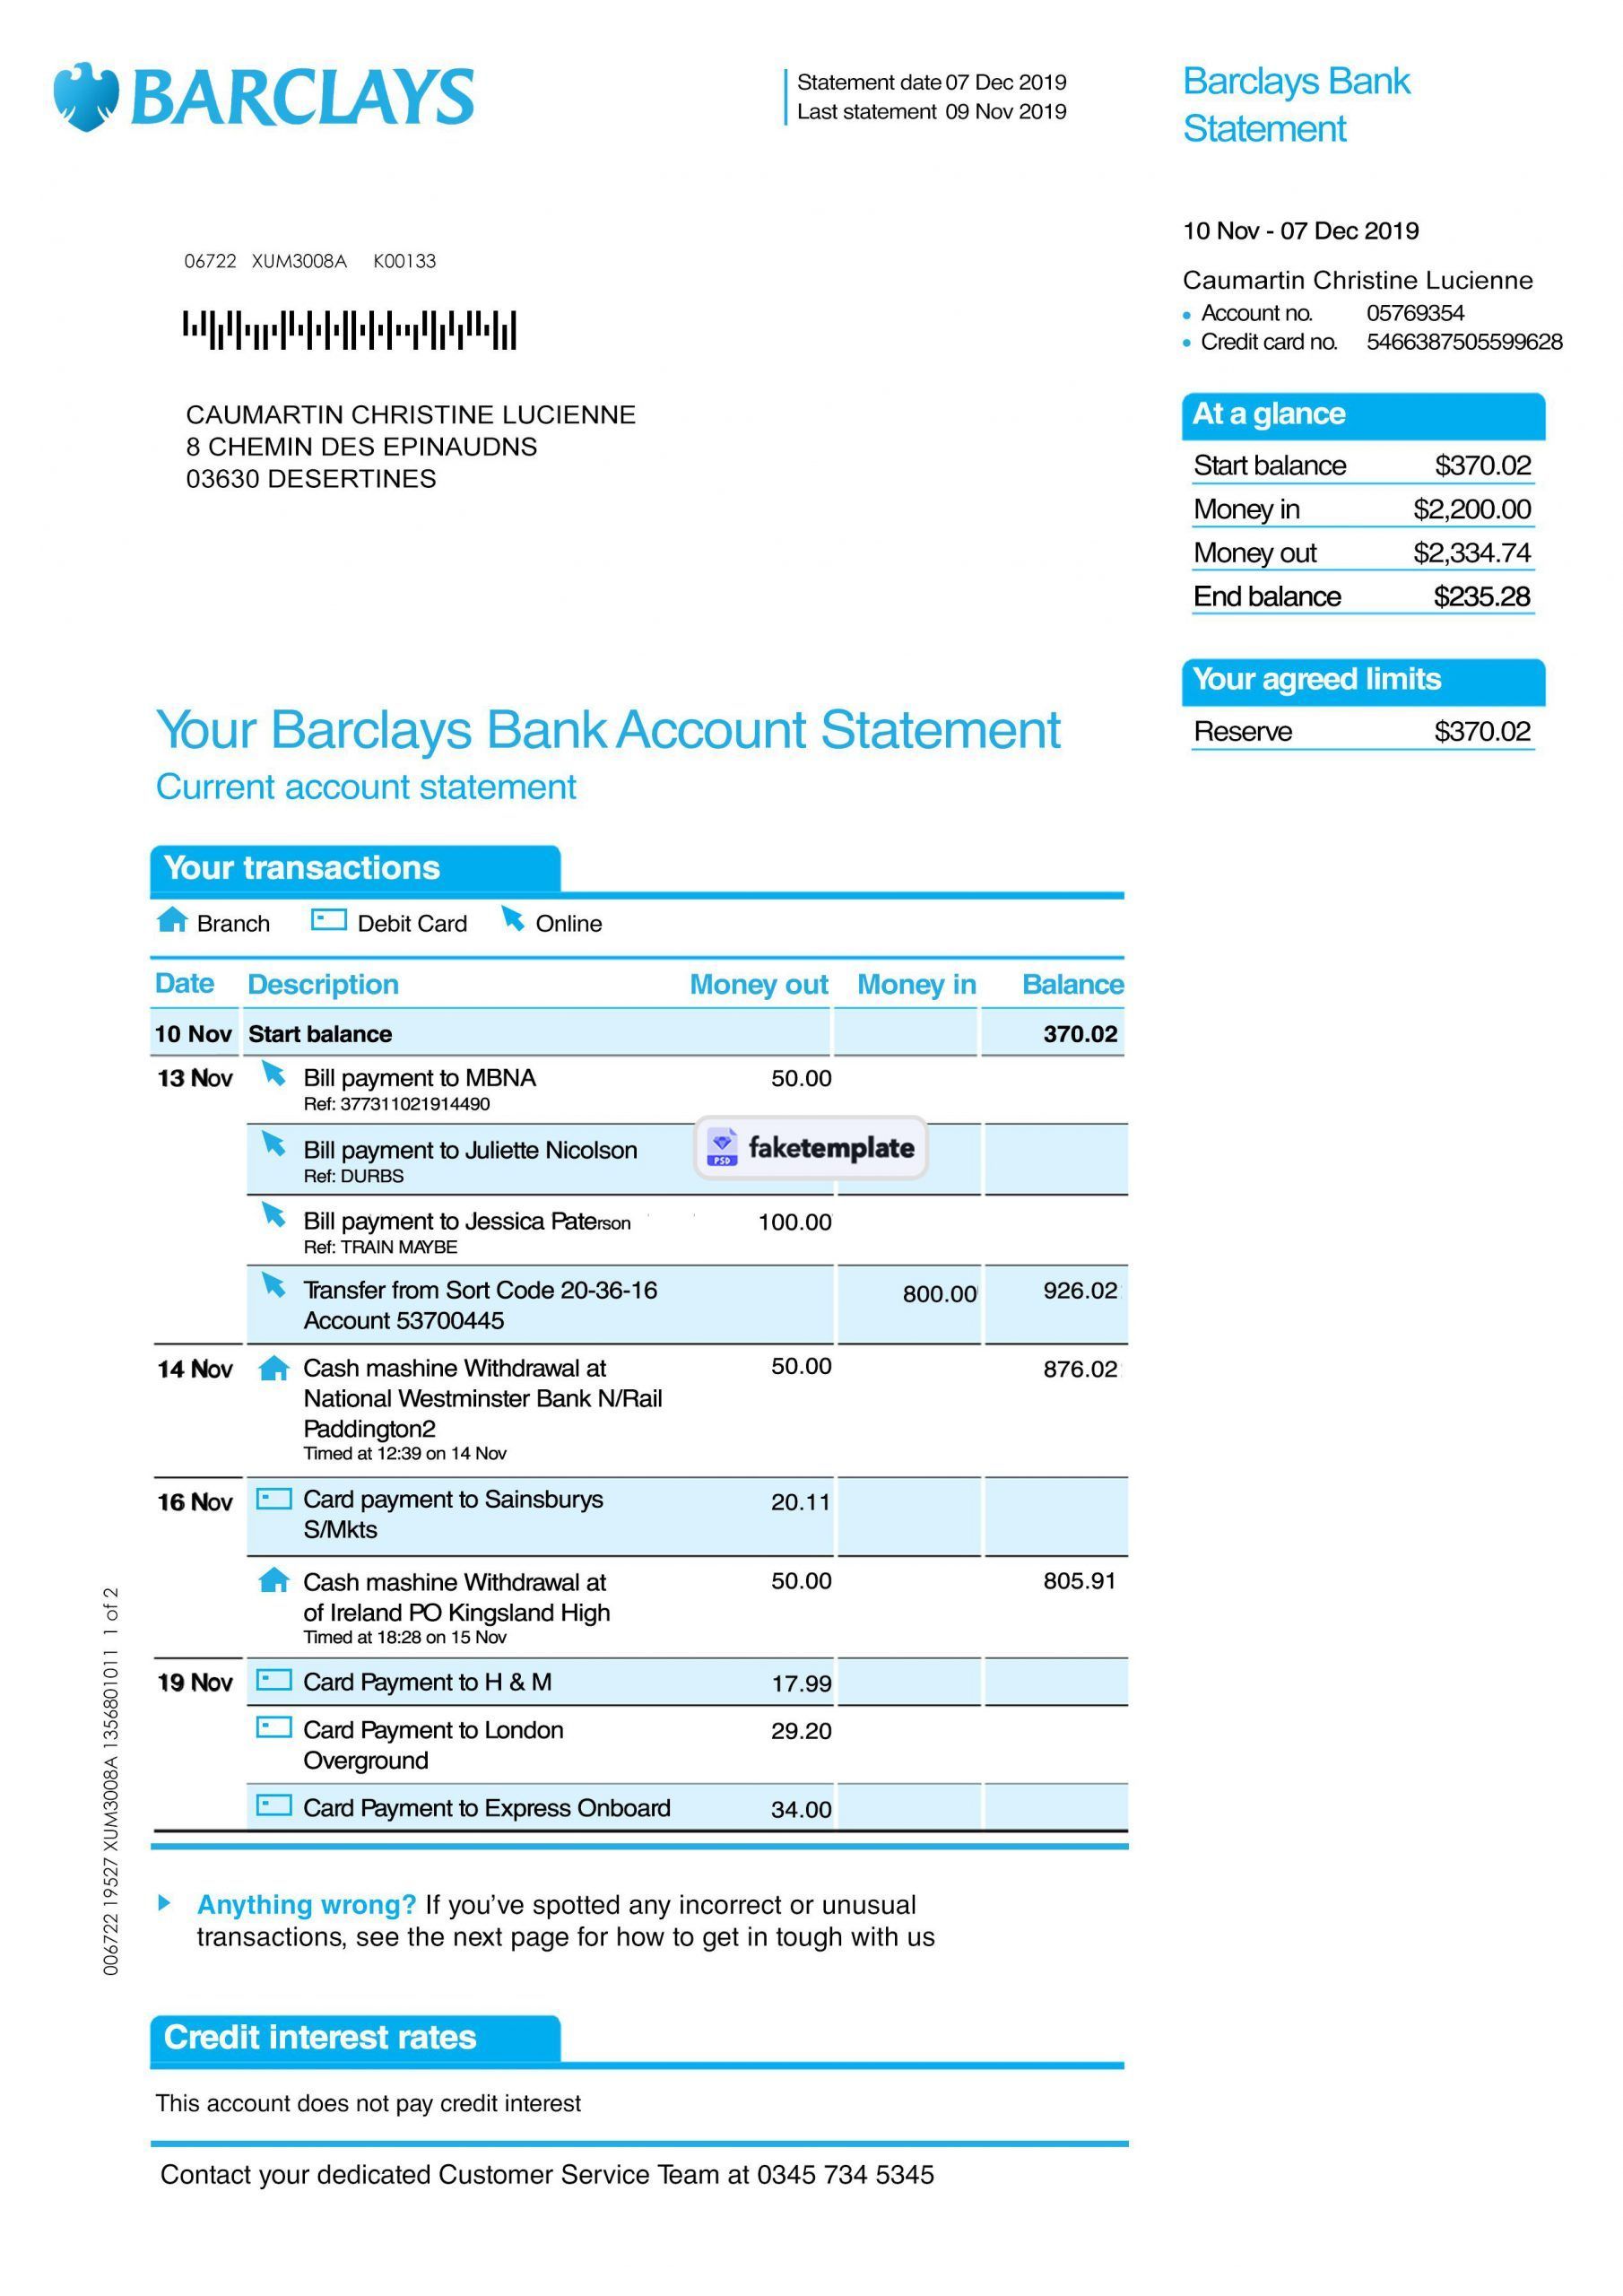 BARCLAYS
Statement date 07 Dec 2019
Last statement 09 Nov 2019
Barclays Bank
Statement
10 Nov - 07 Dec 2019
Caumartin Christine Lucienne
• Account no. 05769354
• Credit card no. 5466387505599628
06722 XUM3008A K00133
CAUMARTIN CHRISTINE LUCIENNE
8 CHEMIN DES EPINAUDNS
03630 DESERTINES
At a glance
Start balance $370.02
Money in $2,200.00
Money out $2,334.74
End balance $235.28
Your agreed limits
Reserve $370.02
Your Barclays Bank Account Statement
Current account statement
Your transactions
Branch Debit Card Online
Date Description Money out Money in Balance
10 Nov Start balance 370.02
13 Nov Bill payment to MBNA 50.00
Ref: 377311021914490
Bill payment to Juliette Nicolson
Ref: DURBS
PSD faketemplate
Bill payment to Jessica Paterson 100.00
Ref: TRAIN MAYBE
Transfer from Sort Code 20-36-16 800.00 926.02
Account 53700445
14 Nov Cash mashine Withdrawal at 50.00 876.02
National Westminster Bank N/Rail
Paddington2
Timed at 12:39 on 14 Nov
16 Nov Card payment to Sainsburys 20.11
S/Mkts
Cash mashine Withdrawal at 50.00 805.91
of Ireland PO Kingsland High
Timed at 18:28 on 15 Nov
19 Nov Card Payment to H & M 17.99
Card Payment to London 29.20
Overground
Card Payment to Express Onboard 34.00
006722 19527 XUM3008A 135681011 1 of 2
Anything wrong? If you've spotted any incorrect or unusual
transactions, see the next page for how to get in tough with us
Credit interest rates
This account does not pay credit interest
Contact your dedicated Customer Service Team at 0345 734 5345